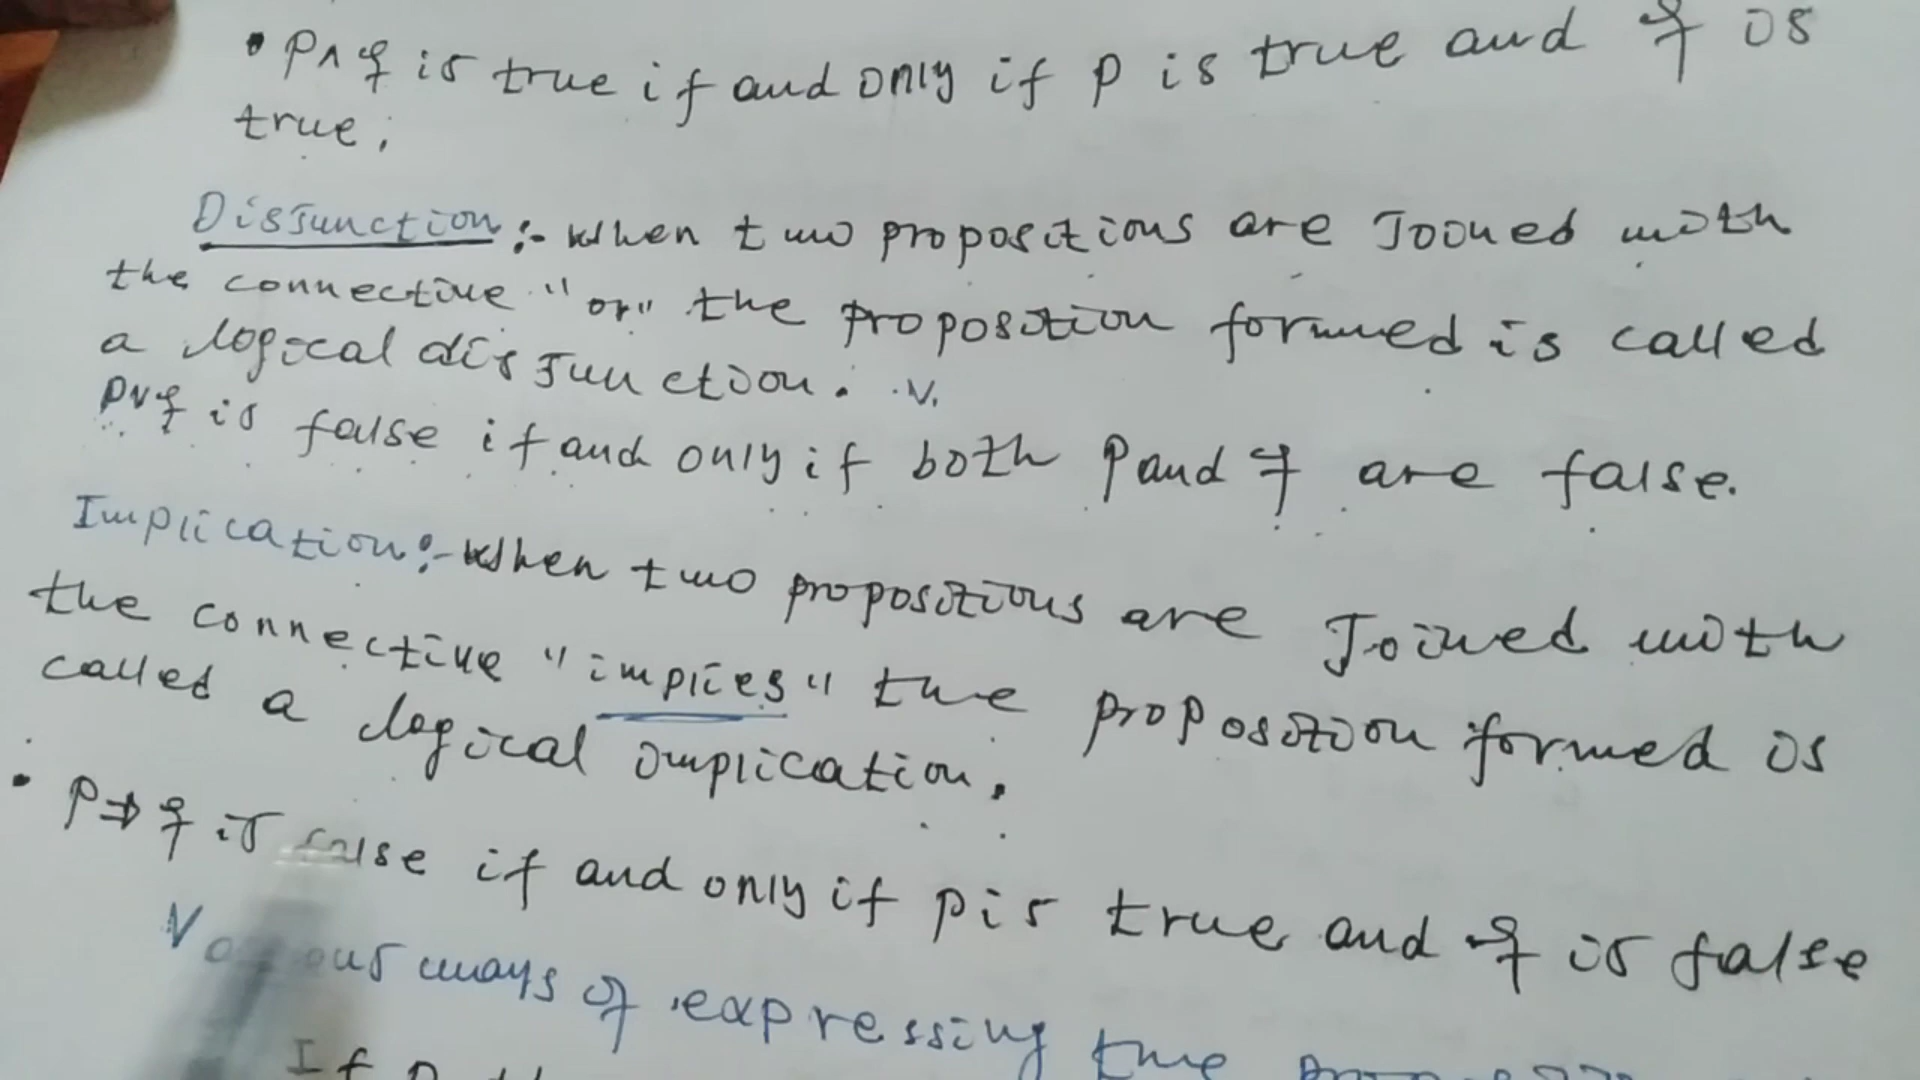 • P∧q is true if and only if p is true and q is
true;
Disjunction :- when two propositions are Joined with
the connective "or" the proposition formed is called
a logical disjunction. ∨.
P∨q is false if and only if both P and q are false.
Implication :- when two propositions are Joined with
the connective "implies" the proposition formed is
called a logical implication.
• P⇒q is false if and only if p is true and q is false
Various ways of expressing the
If P